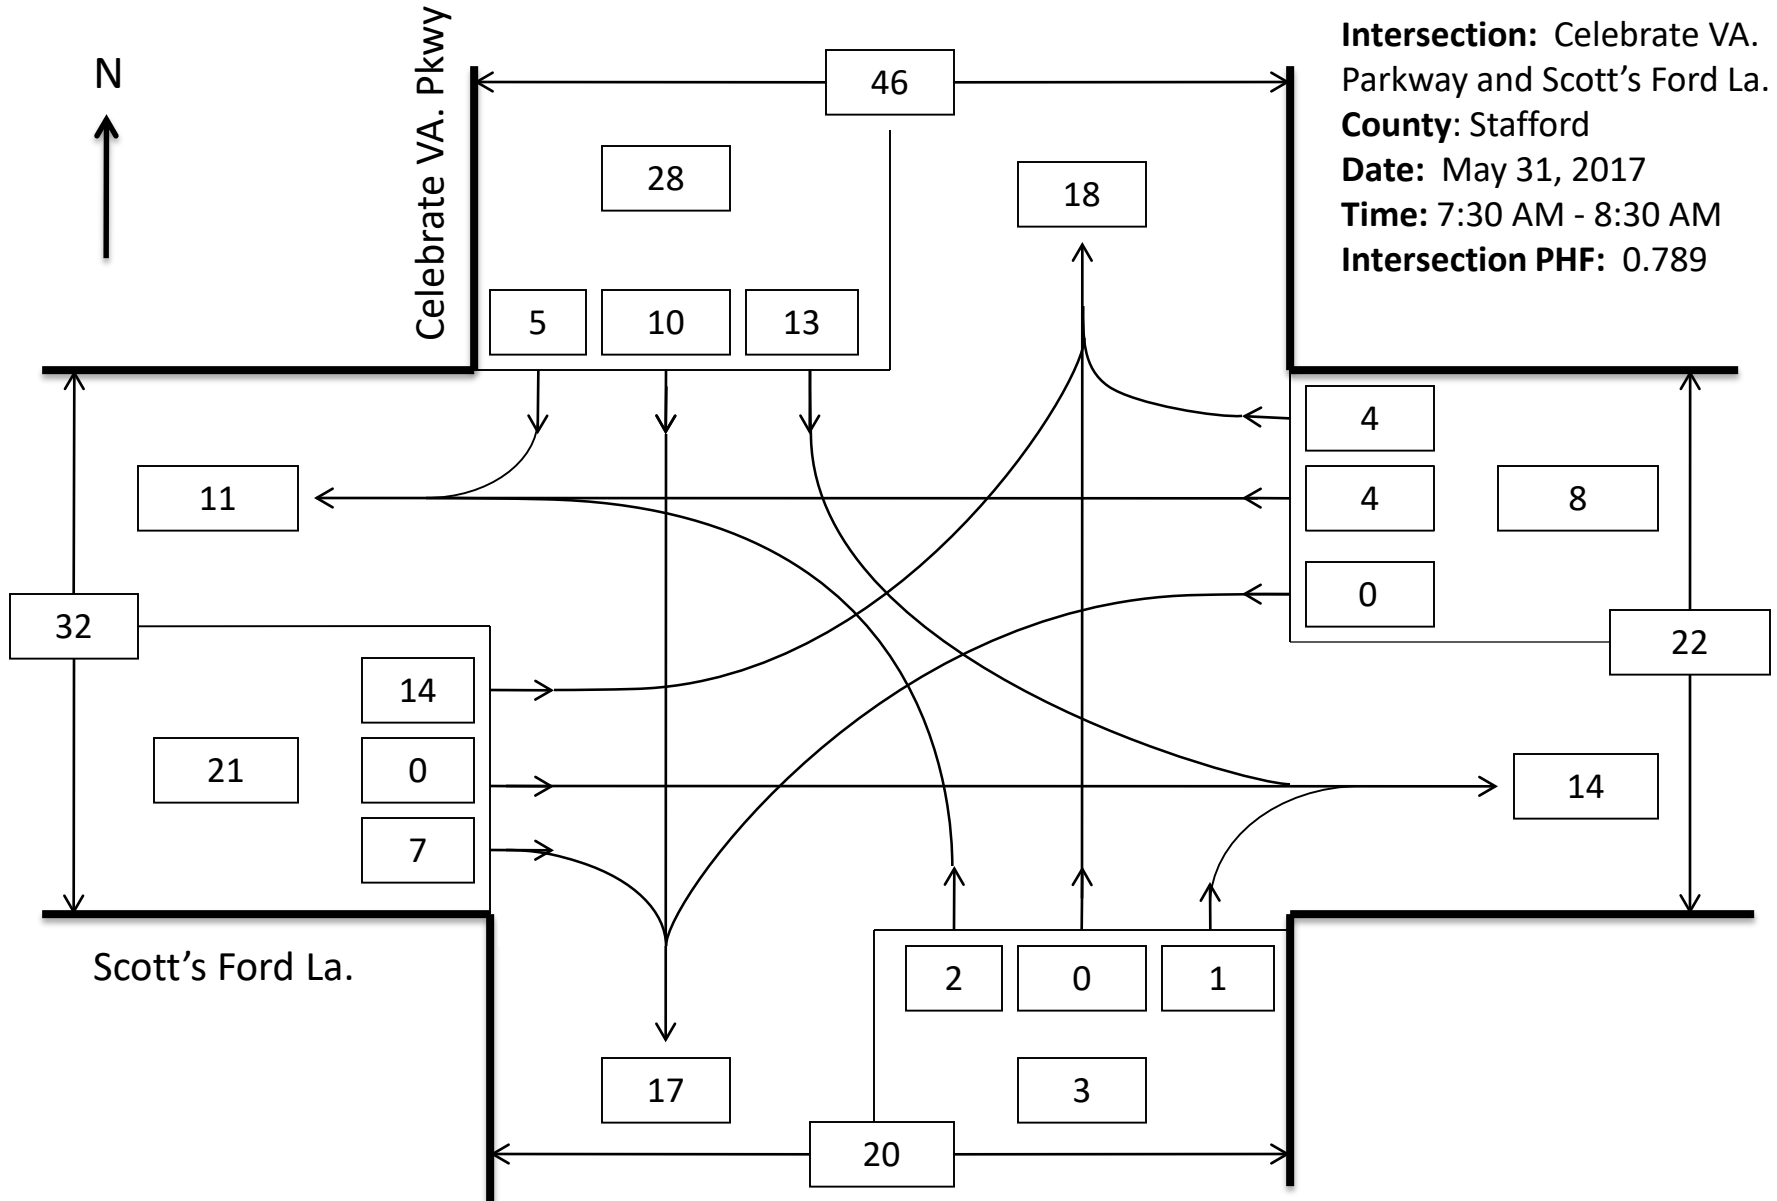 Intersection: Celebrate VA.
Parkway and Scott's Ford La.
County: Stafford
Date: May 31, 2017
Time: 7:30 AM - 8:30 AM
Intersection PHF: 0.789
N
Celebrate VA. Pkwy
46
28
18
5 10 13
4
11
4
8
0
32
22
14
21
0
14
7
Scott’s Ford La.
2 0 1
17
3
20